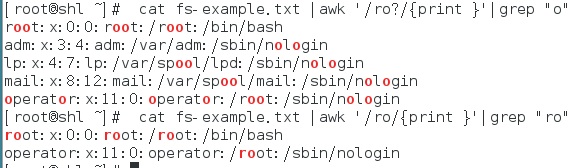 [root@shl ~]# cat fs-example.txt |awk '/ro?/{print }'|grep "o"
root:x:0:0:root:/root:/bin/bash
adm:x:3:4:adm:/var/adm:/sbin/nologin
lp:x:4:7:lp:/var/spool/lpd:/sbin/nologin
mail:x:8:12:mail:/var/spool/mail:/sbin/nologin
operator:x:11:0:operator:/root:/sbin/nologin
[root@shl ~]# cat fs-example.txt |awk '/ro/{print }'|grep "ro"
root:x:0:0:root:/root:/bin/bash
operator:x:11:0:operator:/root:/sbin/nologin